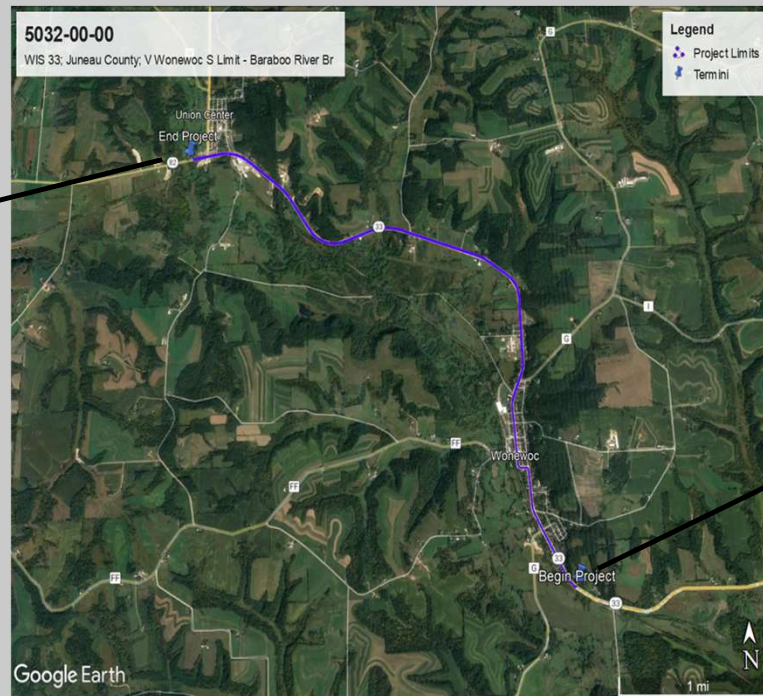 5032-00-00
WIS 33; Juneau County; V Wonewoc S Limit - Baraboo River Br
Legend
Project Limits
Termini
G
Union Center
End Project
82
33
I
G
FF
Wonewoc
FF
33
G
Begin Project
FF
33
N
Google Earth
1 mi